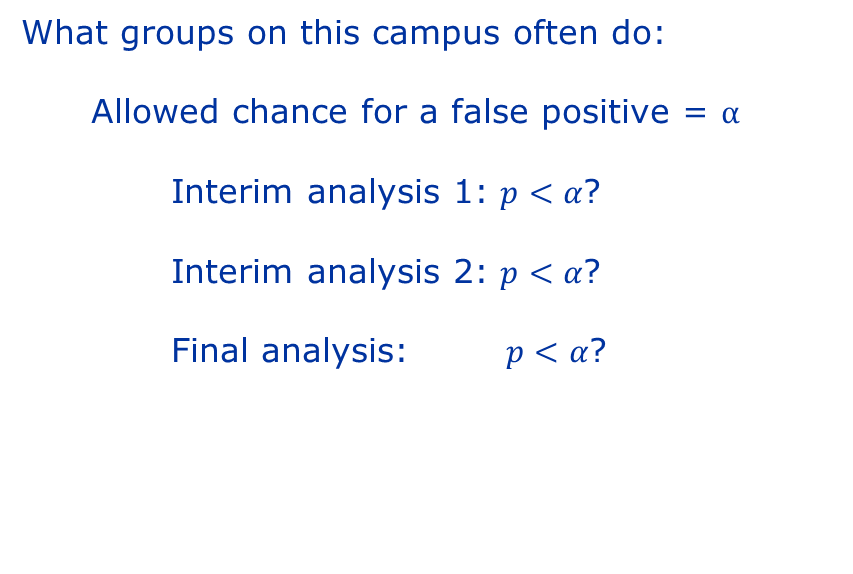 What groups on this campus often do:
Allowed chance for a false positive = α
Interim analysis 1: p < α?
Interim analysis 2: p < α?
Final analysis: p < α?